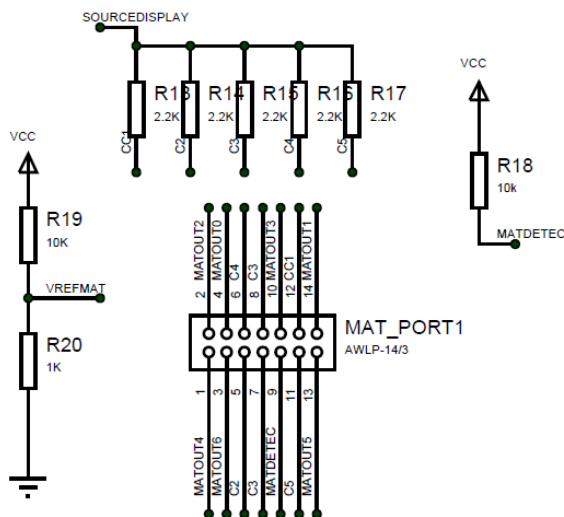 SOURCEDISPLAY
R13 R14 R15 R16 R17
2.2K 2.2K 2.2K 2.2K 2.2K
CC1 C2 C3 C4 C5
VCC
R18
10k
MATDETEC
VCC
R19
10K
VREFMAT
R20
1K
MATOUT2 MATOUT0 C4 C3 MATOUT3 CC1 MATOUT1
2 4 6 8 10 12 14
MAT_PORT1
AWLP-14/3
1 3 5 7 9 11 13
MATOUT4 MATOUT6 C2 C3 MATDETEC C5 MATOUT5